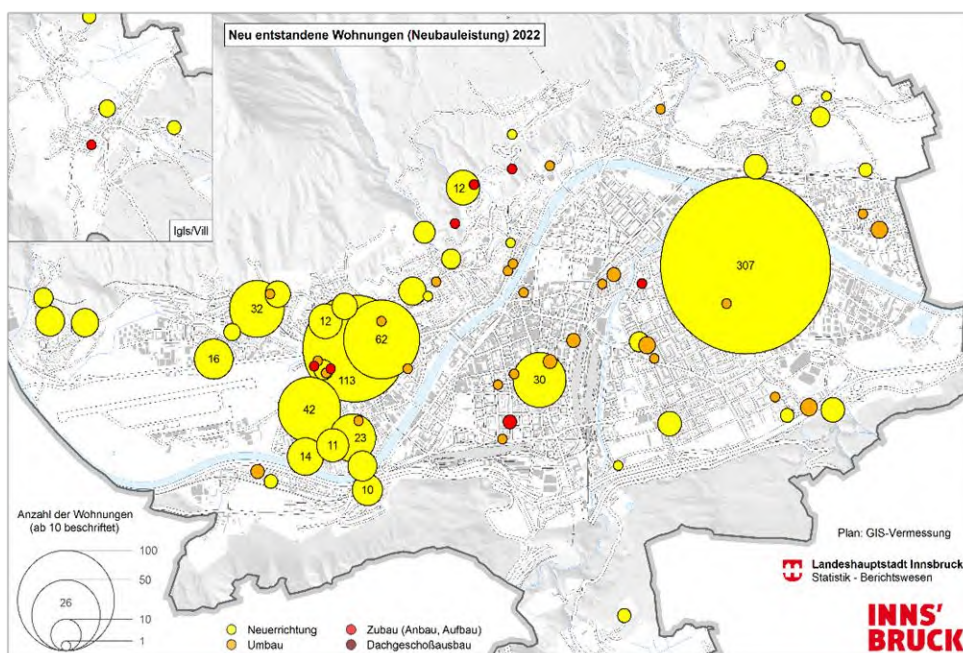 Neu entstandene Wohnungen (Neubauleistung) 2022
Igls/Vill
12
307
32
12
62
16
113
30
42
23
11
14
10
Anzahl der Wohnungen
(ab 10 beschriftet)
100
50
26
10
1
Neuerrichtung
Umbau
Zubau (Anbau, Aufbau)
Dachgeschoßausbau
Plan: GIS-Vermessung
Landeshauptstadt Innsbruck
Statistik - Berichtswesen
INNS'
BRUCK